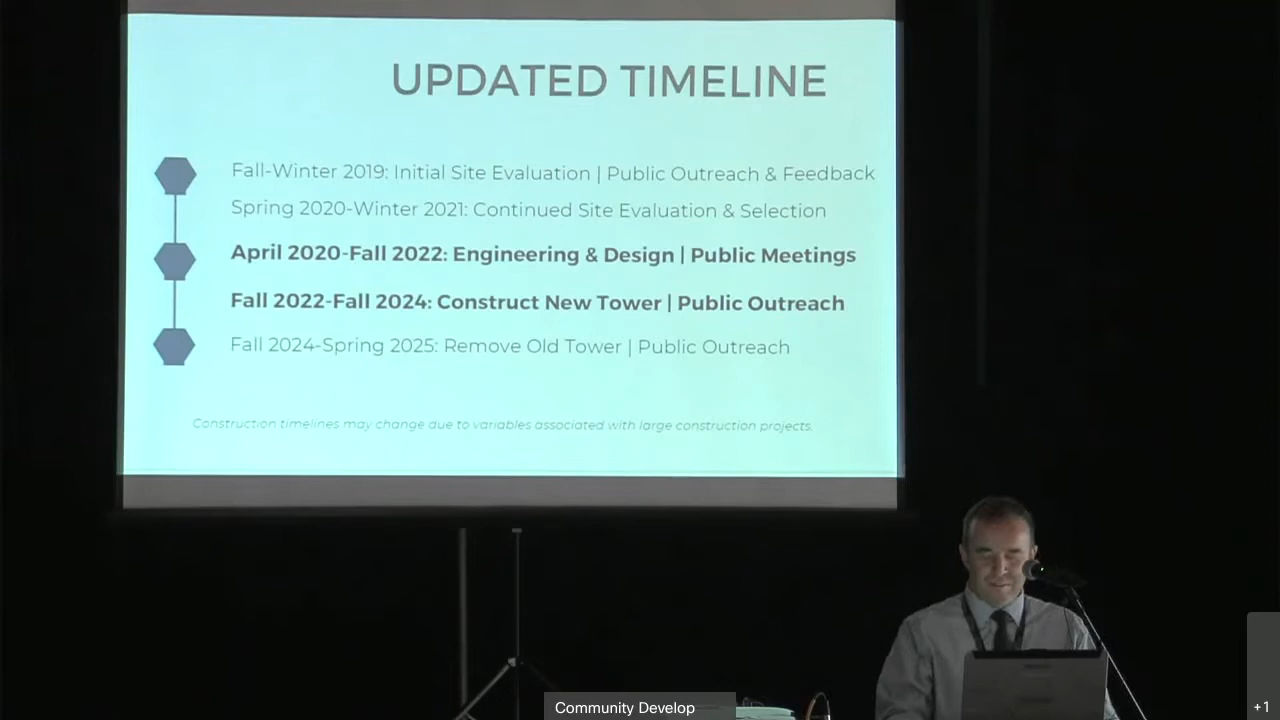 UPDATED TIMELINE
Fall-Winter 2019: Initial Site Evaluation | Public Outreach & Feedback
Spring 2020-Winter 2021: Continued Site Evaluation & Selection
April 2020-Fall 2022: Engineering & Design | Public Meetings
Fall 2022-Fall 2024: Construct New Tower | Public Outreach
Fall 2024-Spring 2025: Remove Old Tower | Public Outreach
Construction timelines may change due to variables associated with large construction projects.
Community Develop
+1